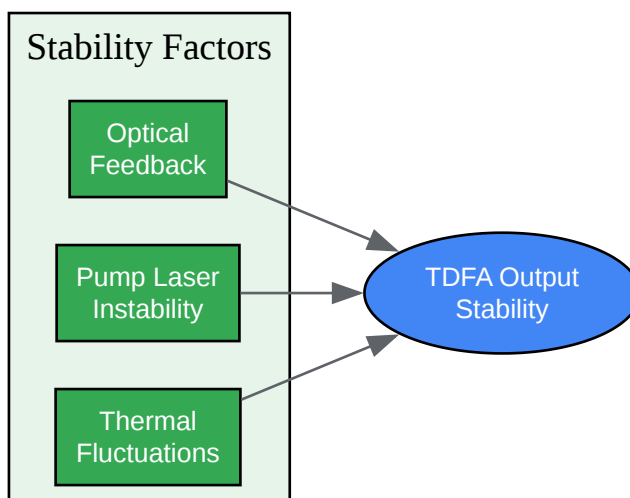 Stability Factors
Optical
Feedback
Pump Laser
Instability
TDFA Output
Stability
Thermal
Fluctuations